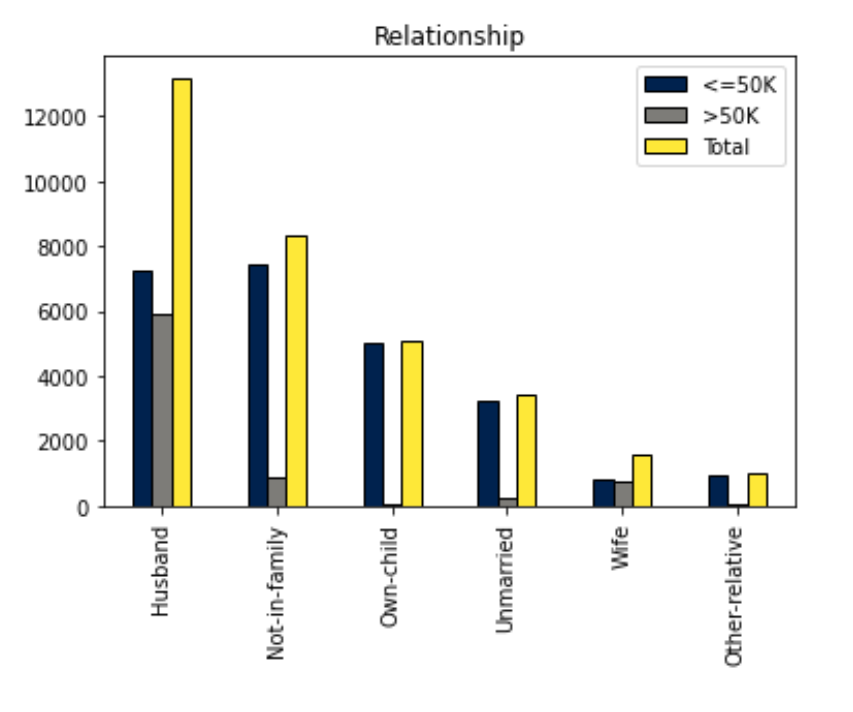 Relationship
<=50K
>50K
Total
12000
10000
8000
6000
4000
2000
0
Husband
Not-in-family
Own-child
Unmarried
Wife
Other-relative